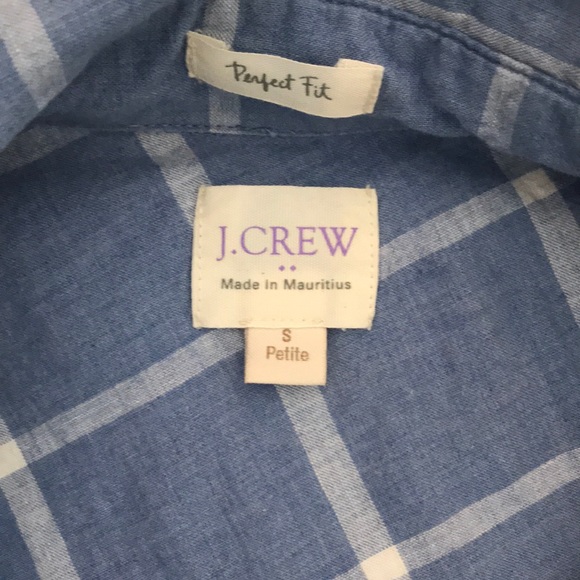 Perfect Fit
J.CREW
Made in Mauritius
S
Petite